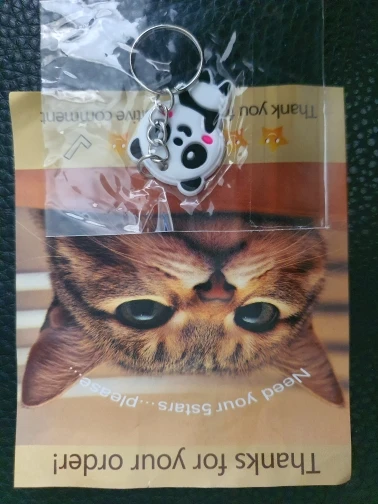 Thanks for your order!
Need your 5stars...please...
Thank you comment